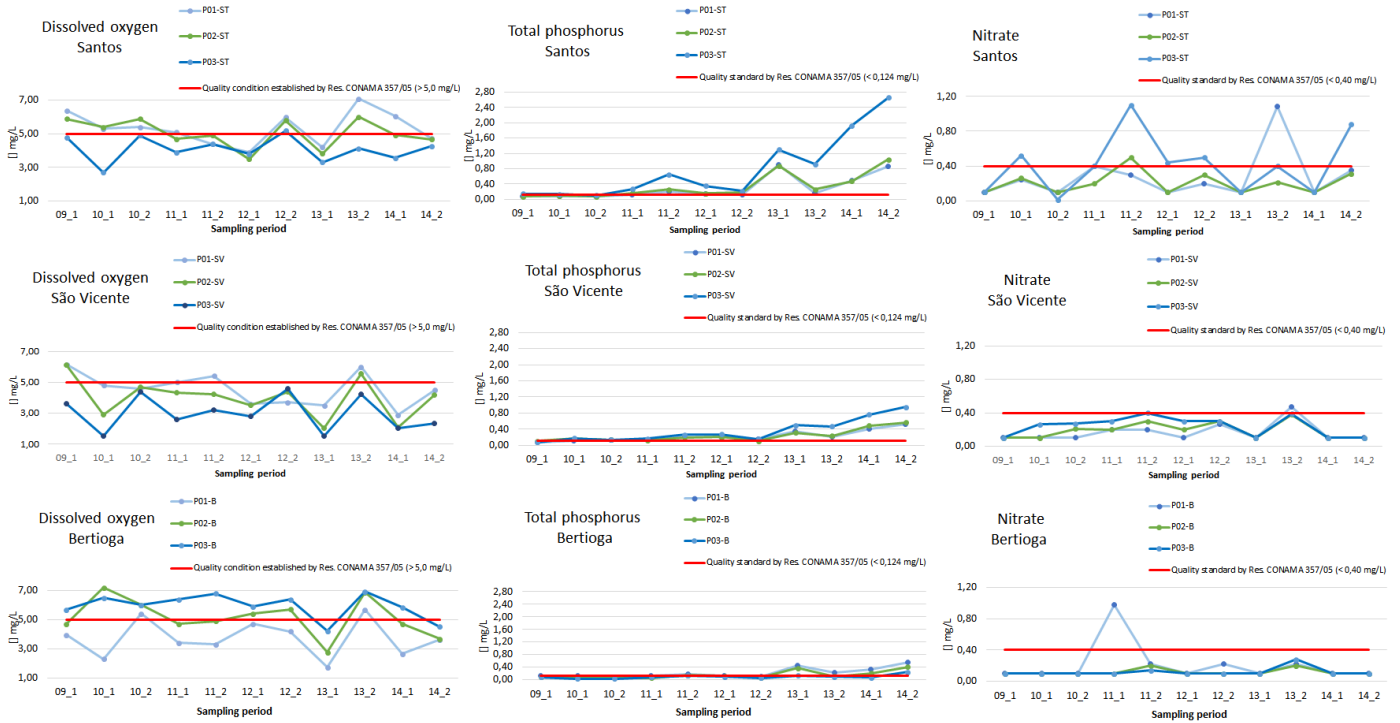 Dissolved oxygen
Santos
P01-ST
P02-ST
P03-ST
Quality condition established by Res. CONAMA 357/05 (> 5,0 mg/L)
7,00
5,00
3,00
1,00
[] mg/L
09_1 10_1 10_2 11_1 11_2 12_1 12_2 13_1 13_2 14_1 14_2
Sampling period
Total phosphorus
Santos
P01-ST
P02-ST
P03-ST
Quality standard by Res. CONAMA 357/05 (< 0,124 mg/L)
2,80
2,40
2,00
1,60
1,20
0,80
0,40
0,00
[] mg/L
09_1 10_1 10_2 11_1 11_2 12_1 12_2 13_1 13_2 14_1 14_2
Sampling period
Nitrate
Santos
P01-ST
P02-ST
P03-ST
Quality standard by Res. CONAMA 357/05 (< 0,40 mg/L)
1,20
0,80
0,40
0,00
[] mg/L
09_1 10_1 10_2 11_1 11_2 12_1 12_2 13_1 13_2 14_1 14_2
Sampling period
Dissolved oxygen
São Vicente
P01-SV
P02-SV
P03-SV
Quality condition established by Res. CONAMA 357/05 (> 5,0 mg/L)
7,00
5,00
3,00
1,00
[] mg/L
09_1 10_1 10_2 11_1 11_2 12_1 12_2 13_1 13_2 14_1 14_2
Sampling period
Total phosphorus
São Vicente
P01-SV
P02-SV
P03-SV
Quality standard by Res. CONAMA 357/05 (< 0,124 mg/L)
2,80
2,40
2,00
1,60
1,20
0,80
0,40
0,00
[] mg/L
09_1 10_1 10_2 11_1 11_2 12_1 12_2 13_1 13_2 14_1 14_2
Sampling period
Nitrate
São Vicente
P01-SV
P02-SV
P03-SV
Quality standard by Res. CONAMA 357/05 (< 0,40 mg/L)
1,20
0,80
0,40
0,00
[] mg/L
09_1 10_1 10_2 11_1 11_2 12_1 12_2 13_1 13_2 14_1 14_2
Sampling period
Dissolved oxygen
Bertioga
P01-B
P02-B
P03-B
Quality condition established by Res. CONAMA 357/05 (> 5,0 mg/L)
7,00
5,00
3,00
1,00
[] mg/L
09_1 10_1 10_2 11_1 11_2 12_1 12_2 13_1 13_2 14_1 14_2
Sampling period
Total phosphorus
Bertioga
P01-B
P02-B
P03-B
Quality standard by Res. CONAMA 357/05 (< 0,124 mg/L)
2,80
2,40
2,00
1,60
1,20
0,80
0,40
0,00
[] mg/L
09_1 10_1 10_2 11_1 11_2 12_1 12_2 13_1 13_2 14_1 14_2
Sampling period
Nitrate
Bertioga
P01-B
P02-B
P03-B
Quality standard by Res. CONAMA 357/05 (< 0,40 mg/L)
1,20
0,80
0,40
0,00
[] mg/L
09_1 10_1 10_2 11_1 11_2 12_1 12_2 13_1 13_2 14_1 14_2
Sampling period